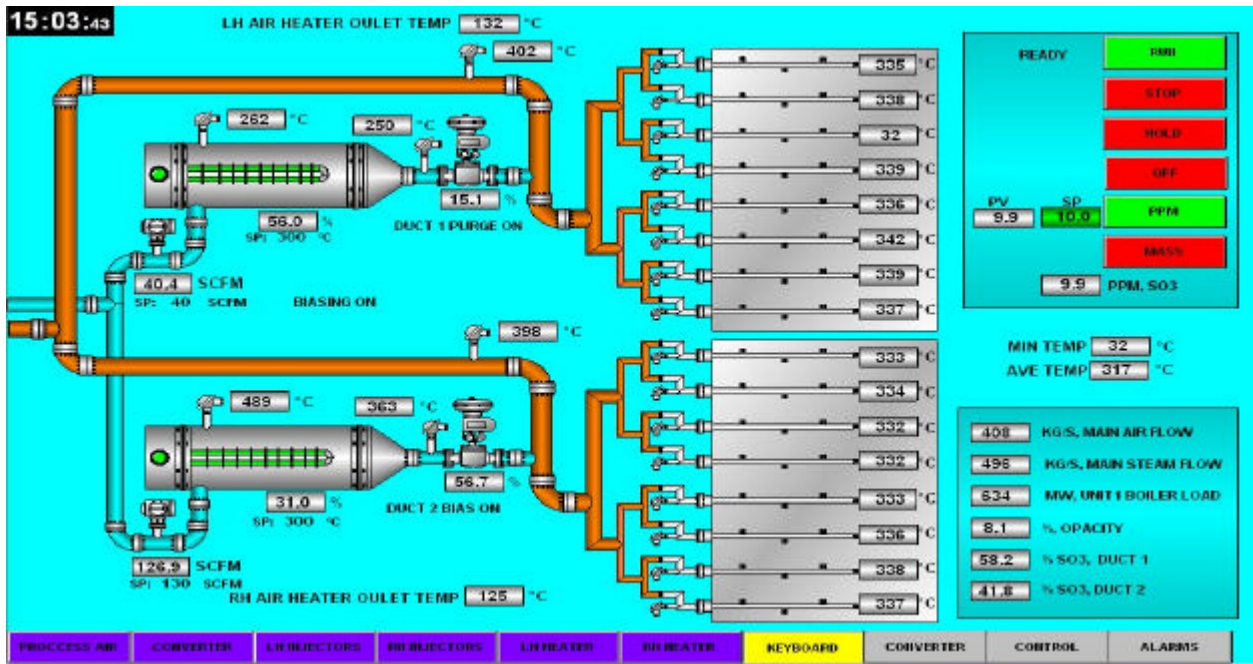 15:03:43
LH AIR HEATER OULET TEMP 132 °C
402 °C
262 °C
250 °C
15.1 %
56.0 %
SP: 300 °C
DUCT 1 PURGE ON
40.4 SCFM
SP: 40 SCFM
BIASING ON
335 °C
338 °C
32 °C
339 °C
336 °C
342 °C
339 °C
337 °C
READY
RUN
STOP
HOLD
OFF
PV
SP
9.9
10.0
PPM
MASS
9.9 PPM, SO3
398 °C
489 °C
363 °C
56.7 %
31.0 %
SP: 300 °C
DUCT 2 BIAS ON
126.9 SCFM
SP: 130 SCFM
RH AIR HEATER OULET TEMP 125 °C
333 °C
334 °C
332 °C
332 °C
333 °C
336 °C
338 °C
337 °C
MIN TEMP 32 °C
AVE TEMP 317 °C
408 KG/S, MAIN AIR FLOW
496 KG/S, MAIN STEAM FLOW
634 MW, UNIT 1 BOILER LOAD
8.1 %, OPACITY
58.2 % SO3, DUCT 1
41.8 % SO3, DUCT 2
PROCCESS AIR
CONVERTER
LH INJECTORS
RH INJECTORS
LH HEATER
RH HEATER
KEYBOARD
CONVERTER
CONTROL
ALARMS